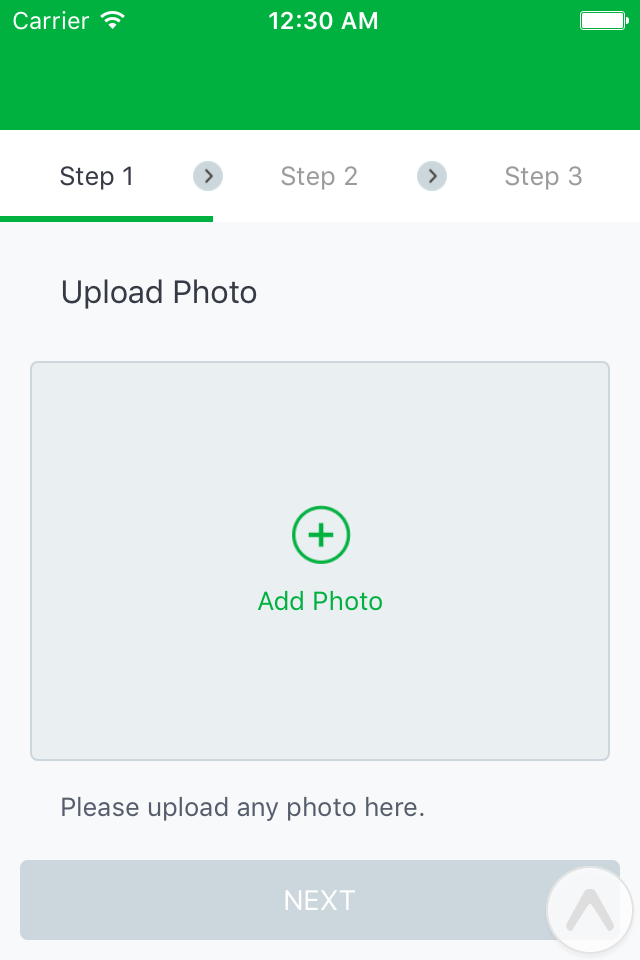 Carrier 12:30 AM
Step 1 Step 2 Step 3
Upload Photo
Add Photo
Please upload any photo here.
NEXT